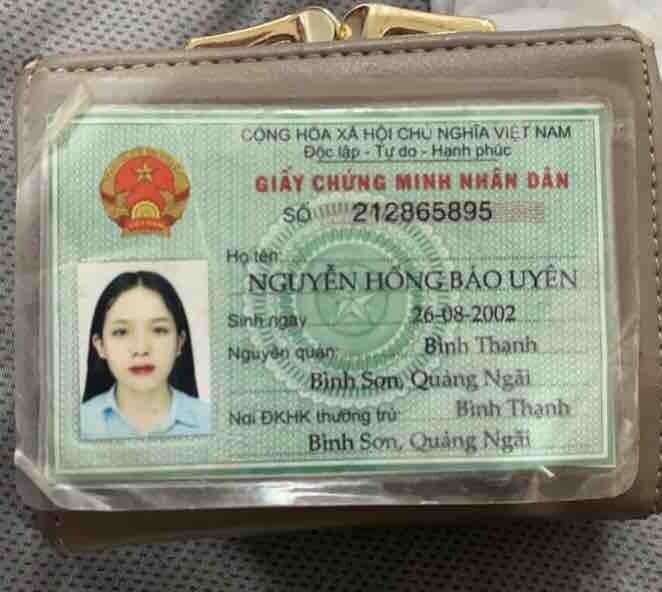 CỘNG HÒA XÃ HỘI CHỦ NGHĨA VIỆT NAM
Độc lập - Tự do - Hạnh phúc
GIẤY CHỨNG MINH NHÂN DÂN
SỐ 212865895
Họ tên:
NGUYỄN HỒNG BẢO UYÊN
Sinh ngày 26-08-2002
Nguyên quán: Bình Thạnh
Bình Sơn, Quảng Ngãi
Nơi ĐKHK thường trú: Bình Thạnh
Bình Sơn, Quảng Ngãi